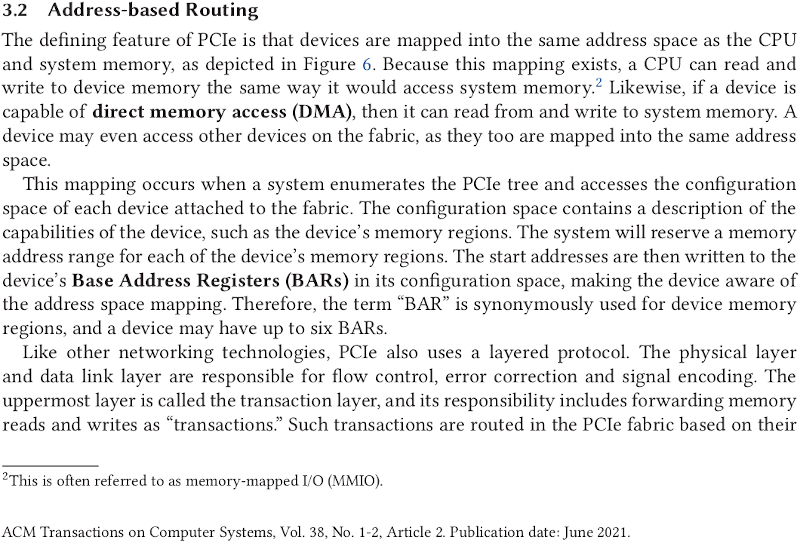 3.2 Address-based Routing
The defining feature of PCIe is that devices are mapped into the same address space as the CPU
and system memory, as depicted in Figure 6. Because this mapping exists, a CPU can read and
write to device memory the same way it would access system memory.² Likewise, if a device is
capable of direct memory access (DMA), then it can read from and write to system memory. A
device may even access other devices on the fabric, as they too are mapped into the same address
space.
This mapping occurs when a system enumerates the PCIe tree and accesses the configuration
space of each device attached to the fabric. The configuration space contains a description of the
capabilities of the device, such as the device's memory regions. The system will reserve a memory
address range for each of the device's memory regions. The start addresses are then written to the
device's Base Address Registers (BARs) in its configuration space, making the device aware of
the address space mapping. Therefore, the term “BAR” is synonymously used for device memory
regions, and a device may have up to six BARs.
Like other networking technologies, PCIe also uses a layered protocol. The physical layer
and data link layer are responsible for flow control, error correction and signal encoding. The
uppermost layer is called the transaction layer, and its responsibility includes forwarding memory
reads and writes as “transactions.” Such transactions are routed in the PCIe fabric based on their
²This is often referred to as memory-mapped I/O (MMIO).
ACM Transactions on Computer Systems, Vol. 38, No. 1-2, Article 2. Publication date: June 2021.